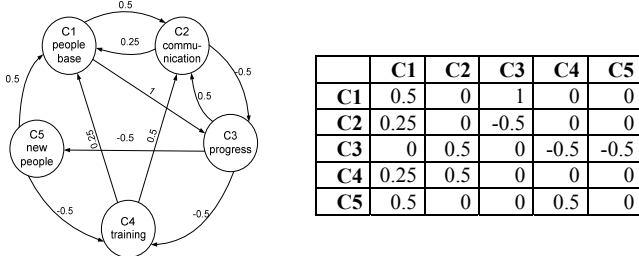 0.5
C1
people
base
C2
commu-
nication
0.25
-0.5
0.5
1
0.5
0.25
0.5
C5
new
people
-0.5
C3
progress
-0.5
-0.5
C4
training
C1 C2 C3 C4 C5
C1 0.5 0 1 0 0
C2 0.25 0 -0.5 0 0
C3 0 0.5 0 -0.5 -0.5
C4 0.25 0.5 0 0 0
C5 0.5 0 0 0.5 0